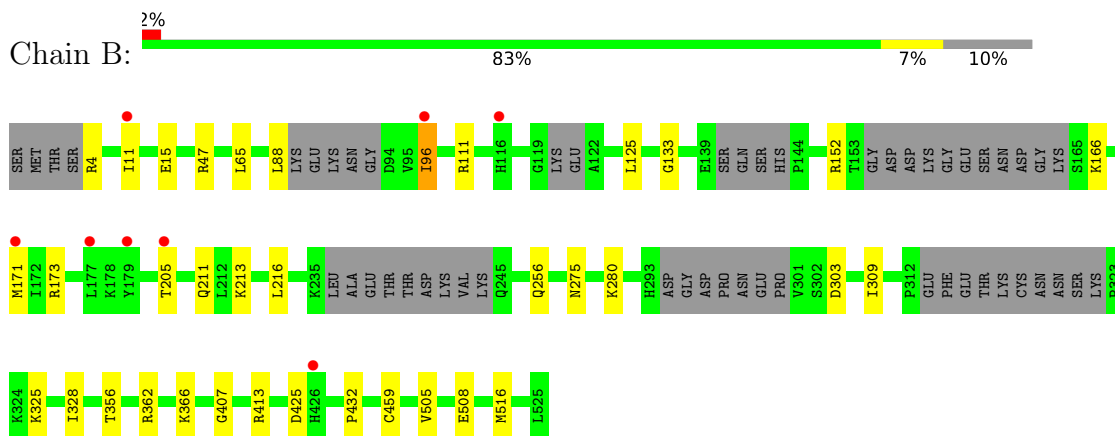 2%
Chain B:
83% 7% 10%
SER MET THR SER R4 I11 E15 R47 L65 L88 LYS GLU LYS ASN GLY D94 V95 I96 R111 H116 G119 LYS GLU A122 L125 G133 E139 SER GLN SER HIS P144 R152 T153 GLY ASP ASP LYS GLY GLU SER ASN ASP GLY LYS S165 K166
M171 I172 R173 L177 K178 Y179 T205 Q211 L212 K213 L216 K235 LEU ALA GLU THR THR ASP LYS VAL LYS Q245 Q256 N275 K280 H293 ASP GLY ASP PRO ASN GLU PRO V301 S302 D303 I309 P312 GLU PHE GLU THR LYS CYS ASN ASN SER LYS P323
K324 K325 I328 T356 R362 K366 G407 R413 D425 H426 P432 C459 V505 E508 M516 L525